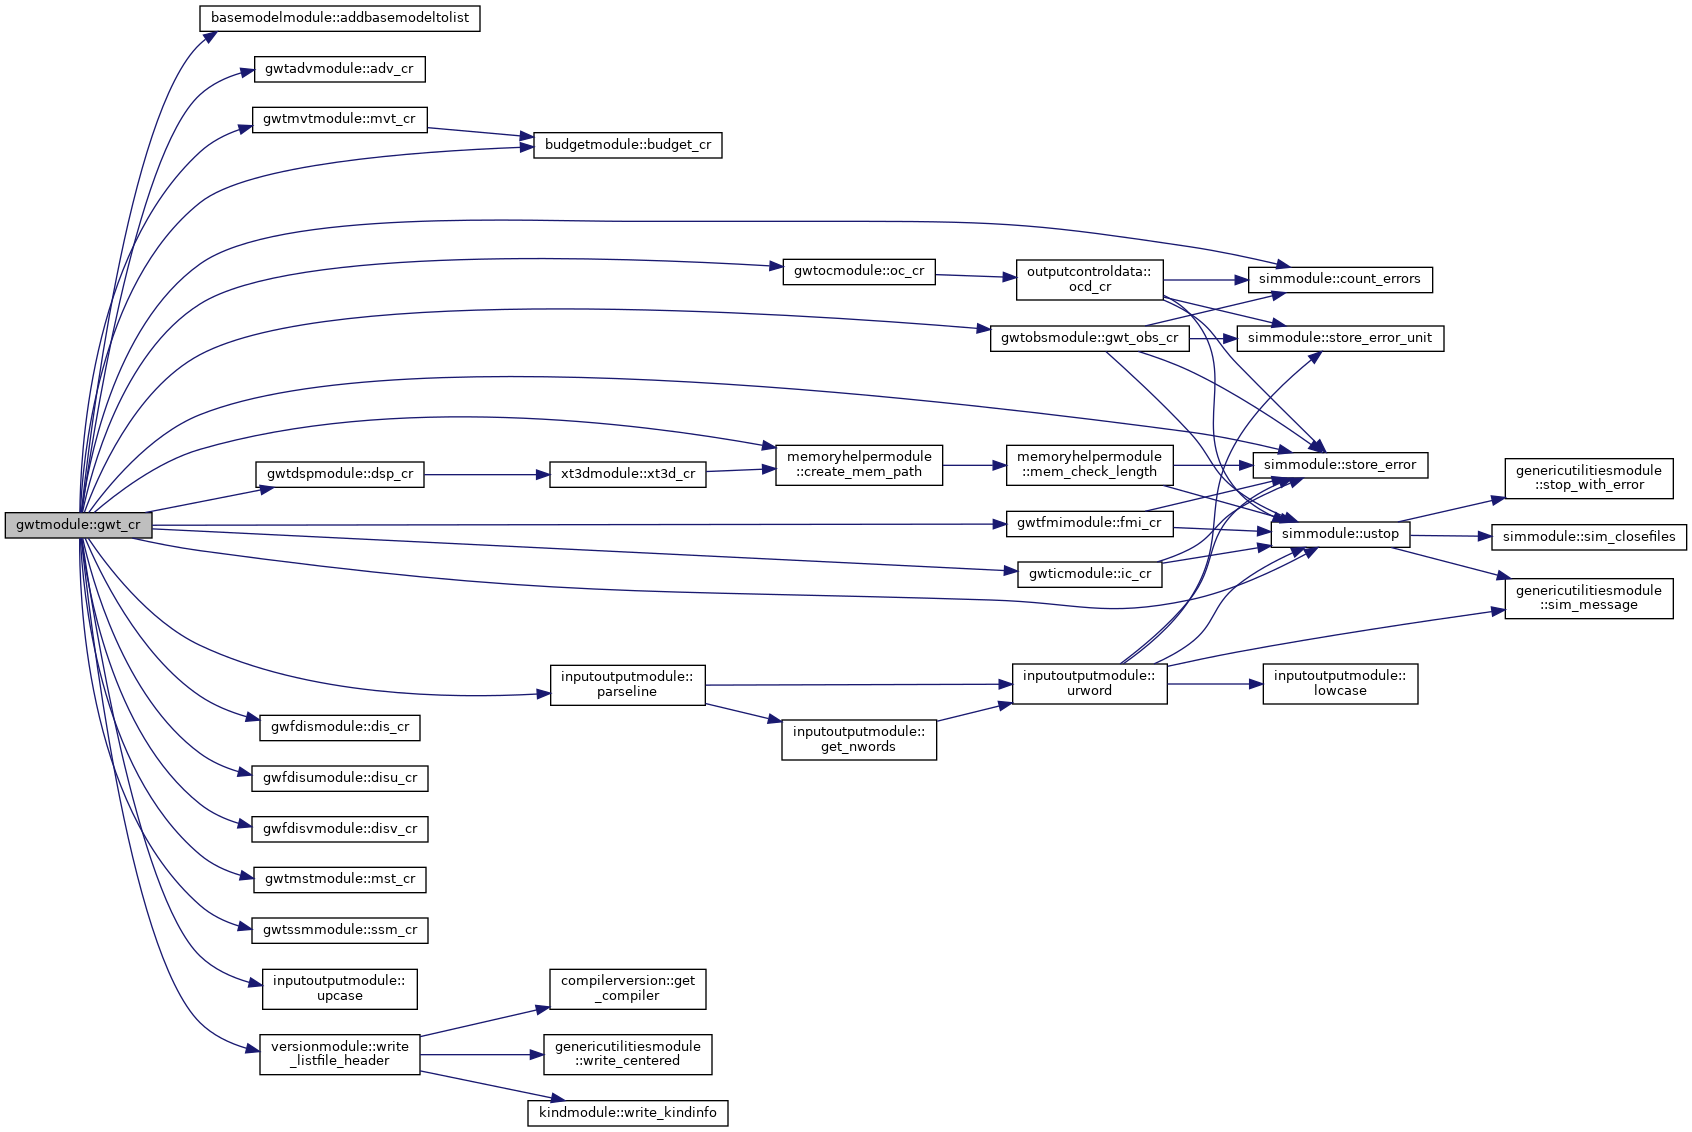 basemodelmodule::addbasemodeltolist
gwtadvmodule::adv_cr
gwtmvtmodule::mvt_cr
budgetmodule::budget_cr
gwtocmodule::oc_cr
outputcontroldata::
ocd_cr
simmodule::count_errors
gwtobsmodule::gwt_obs_cr
simmodule::store_error_unit
gwtdspmodule::dsp_cr
xt3dmodule::xt3d_cr
memoryhelpermodule
::create_mem_path
memoryhelpermodule
::mem_check_length
simmodule::store_error
genericutilitiesmodule
::stop_with_error
gwtmodule::gwt_cr
gwtfmimodule::fmi_cr
simmodule::ustop
simmodule::sim_closefiles
gwticmodule::ic_cr
genericutilitiesmodule
::sim_message
inputoutputmodule::
parseline
inputoutputmodule::
urword
inputoutputmodule::
lowcase
gwfdismodule::dis_cr
inputoutputmodule::
get_nwords
gwfdisumodule::disu_cr
gwfdisvmodule::disv_cr
gwtmstmodule::mst_cr
gwtssmmodule::ssm_cr
inputoutputmodule::
upcase
compilerversion::get
_compiler
versionmodule::write
_listfile_header
genericutilitiesmodule
::write_centered
kindmodule::write_kindinfo